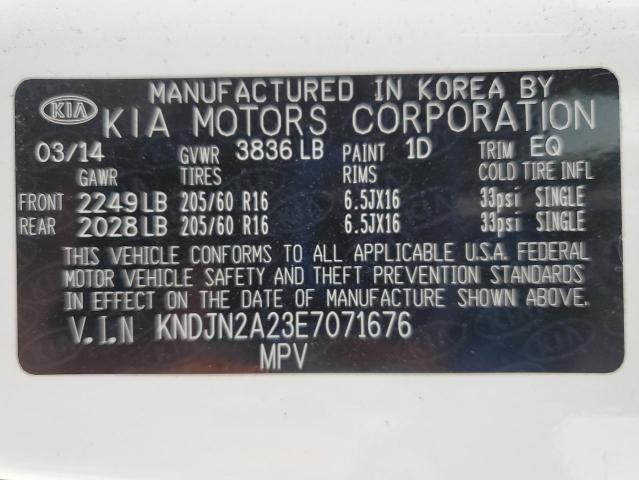 MANUFACTURED IN KOREA BY
KIA KIA MOTORS CORPORATION
03/14 GVWR 3836 LB PAINT 1D TRIM EQ
GAWR TIRES RIMS COLD TIRE INFL
FRONT 2249 LB 205/60 R16 6.5JX16 33psi SINGLE
REAR 2028 LB 205/60 R16 6.5JX16 33psi SINGLE
THIS VEHICLE CONFORMS TO ALL APPLICABLE U.S.A. FEDERAL
MOTOR VEHICLE SAFETY AND THEFT PREVENTION STANDARDS
IN EFFECT ON THE DATE OF MANUFACTURE SHOWN ABOVE.
V.I.N KNDJN2A23E7071676
MPV